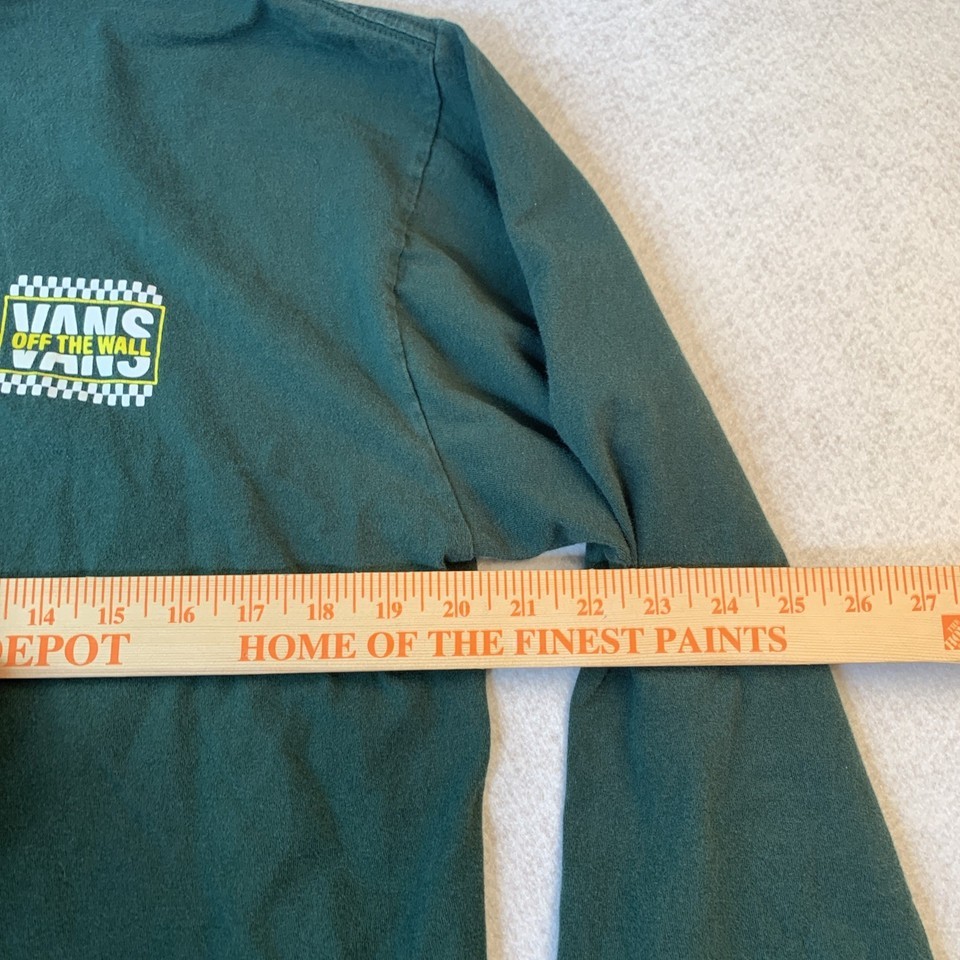 VANS
OFF THE WALL
VANS
14 15 16 17 18 19 20 21 22 23 24 25 26 27
EPOT HOME OF THE FINEST PAINTS